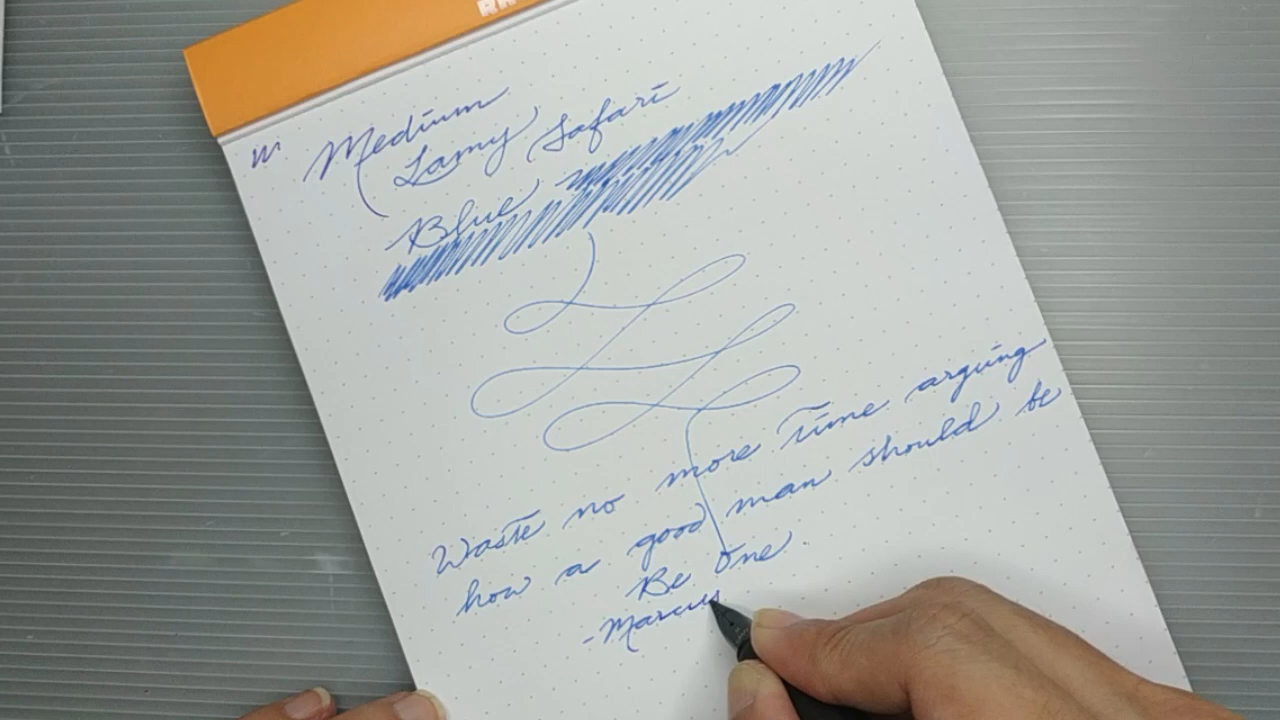 M Medium
Lamy Safari
Blue
Waste no more time arguing
how a good man should be
Be One.
-Marcus